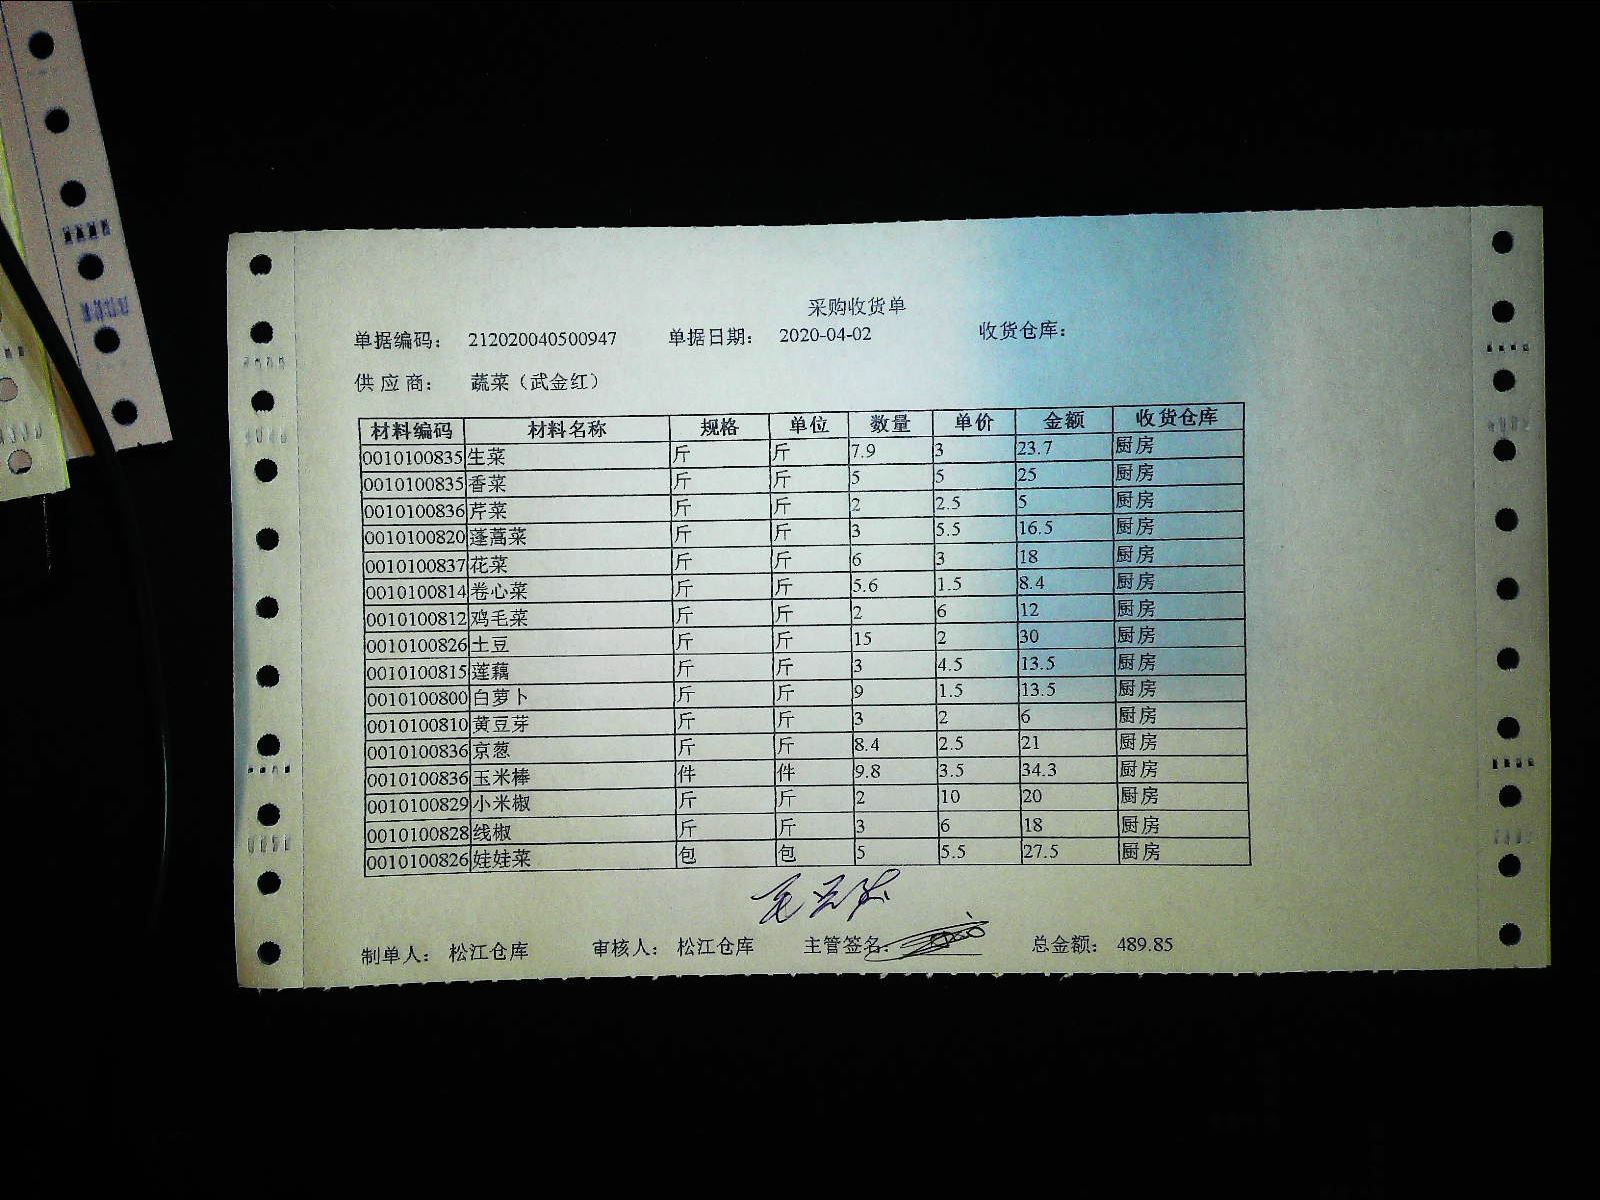 采购收货单
单据编码： 212020040500947 单据日期： 2020-04-02 收货仓库：
供 应 商： 蔬菜（武金红）
材料编码 材料名称 规格 单位 数量 单价 金额 收货仓库
0010100835 生菜 斤 斤 7.9 3 23.7 厨房
0010100835 香菜 斤 斤 5 5 25 厨房
0010100836 芹菜 斤 斤 2 2.5 5 厨房
0010100820 蓬蒿菜 斤 斤 3 5.5 16.5 厨房
0010100837 花菜 斤 斤 6 3 18 厨房
0010100814 卷心菜 斤 斤 5.6 1.5 8.4 厨房
0010100812 鸡毛菜 斤 斤 2 6 12 厨房
0010100826 土豆 斤 斤 15 2 30 厨房
0010100815 莲藕 斤 斤 3 4.5 13.5 厨房
0010100800 白萝卜 斤 斤 9 1.5 13.5 厨房
0010100810 黄豆芽 斤 斤 3 2 6 厨房
0010100836 京葱 斤 斤 8.4 2.5 21 厨房
0010100836 玉米棒 件 件 9.8 3.5 34.3 厨房
0010100829 小米椒 斤 斤 2 10 20 厨房
0010100828 线椒 斤 斤 3 6 18 厨房
0010100826 娃娃菜 包 包 5 5.5 27.5 厨房
制单人： 松江仓库 审核人： 松江仓库 主管签名： 总金额： 489.85